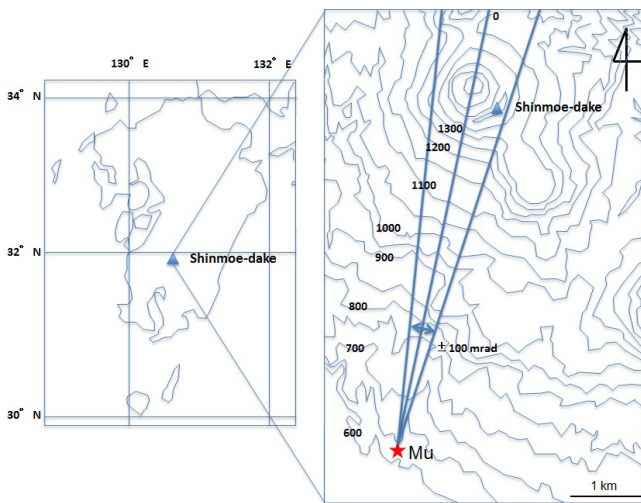 130° E
132° E
34° N
32° N
30° N
Shinmoe-dake
0
Shinmoe-dake
1300
1200
1100
1000
900
800
700
600
± 100 mrad
Mu
1 km